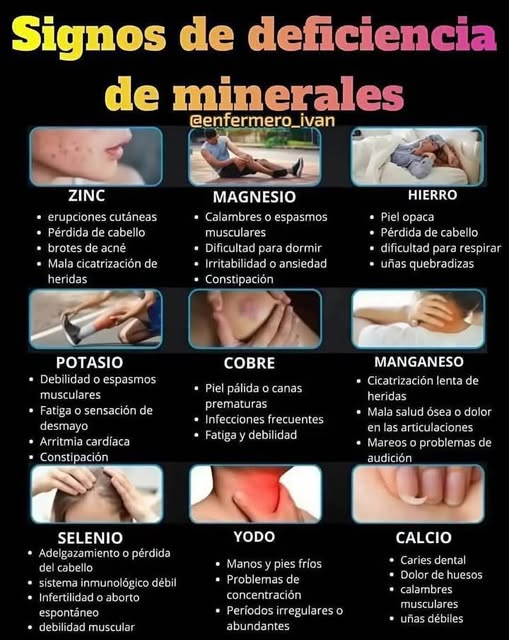 Signos de deficiencia
de minerales
@enfermero_ivan
ZINC
• erupciones cutáneas
• Pérdida de cabello
• brotes de acné
• Mala cicatrización de
heridas
MAGNESIO
• Calambres o espasmos
musculares
• Dificultad para dormir
• Irritabilidad o ansiedad
• Constipación
HIERRO
• Piel opaca
• Pérdida de cabello
• dificultad para respirar
• uñas quebradizas
POTASIO
• Debilidad o espasmos
musculares
• Fatiga o sensación de
desmayo
• Arritmia cardíaca
• Constipación
COBRE
• Piel pálida o canas
prematuras
• Infecciones frecuentes
• Fatiga y debilidad
MANGANESO
• Cicatrización lenta de
heridas
• Mala salud ósea o dolor
en las articulaciones
• Mareos o problemas de
audición
SELENIO
• Adelgazamiento o pérdida
del cabello
• sistema inmunológico débil
• Infertilidad o aborto
espontáneo
• debilidad muscular
YODO
• Manos y pies fríos
• Problemas de
concentración
• Períodos irregulares o
abundantes
CALCIO
• Caries dental
• Dolor de huesos
• calambres
musculares
• uñas débiles